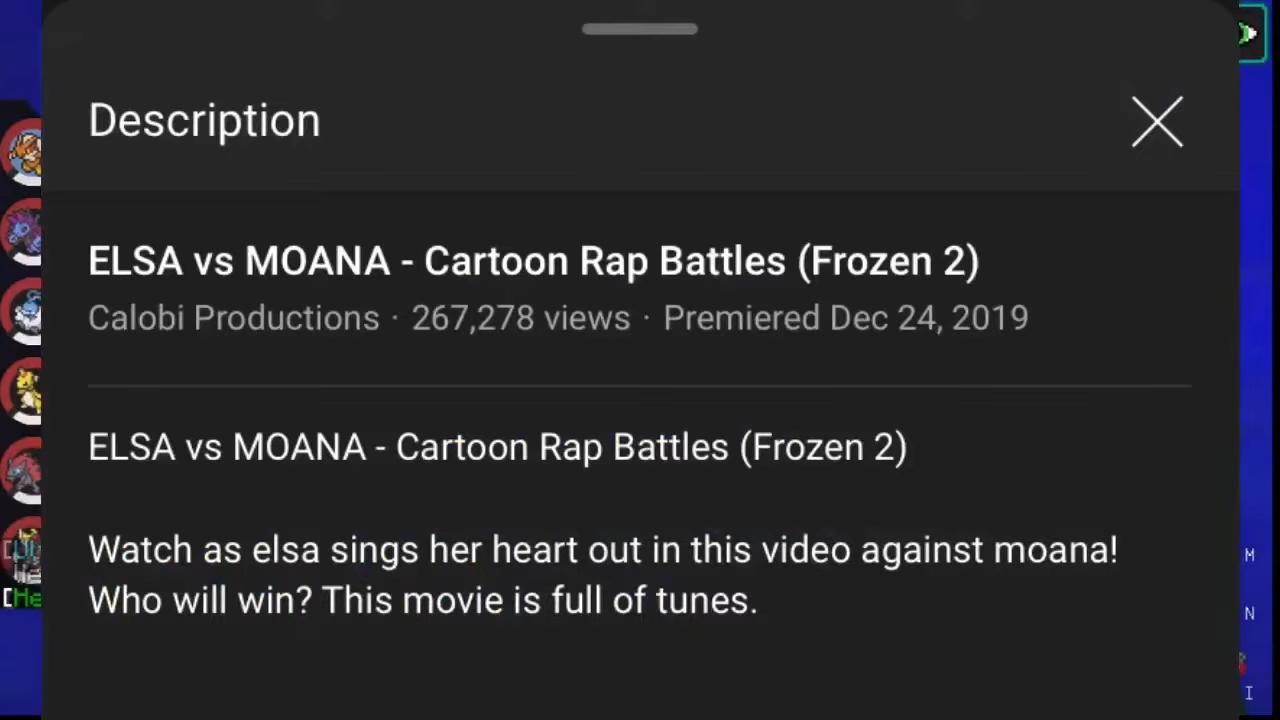 Description
ELSA vs MOANA - Cartoon Rap Battles (Frozen 2)
Calobi Productions · 267,278 views · Premiered Dec 24, 2019
ELSA vs MOANA - Cartoon Rap Battles (Frozen 2)
Watch as elsa sings her heart out in this video against moana!
Who will win? This movie is full of tunes.
[He
M
N
I